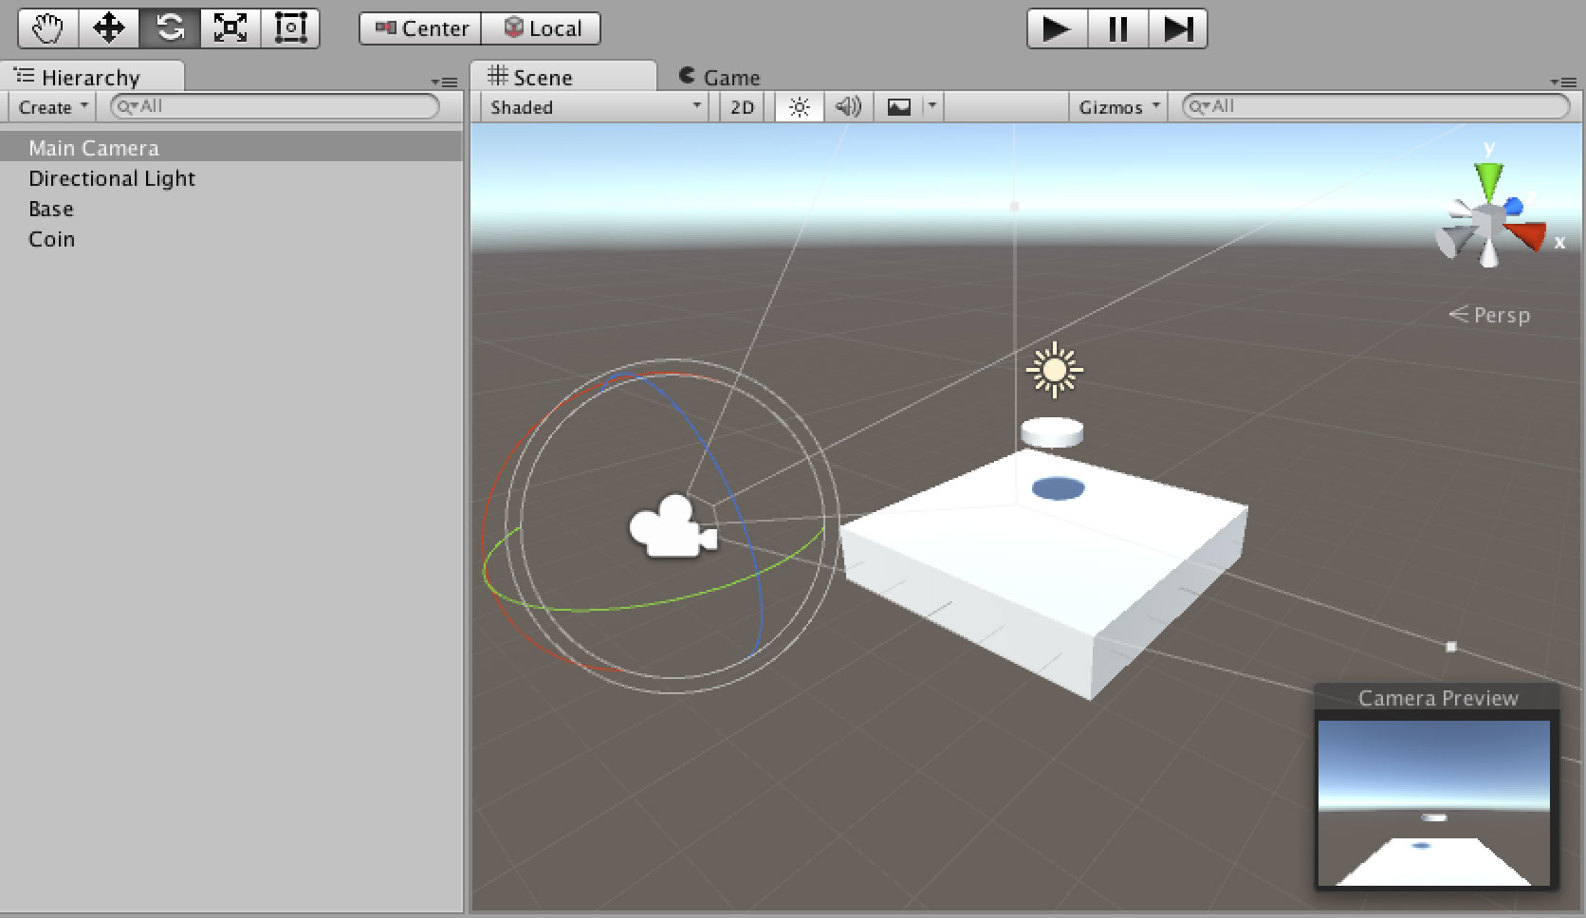 Center Local
Hierarchy
Create All
Main Camera
Directional Light
Base
Coin
Scene Game
Shaded 2D Gizmos All
y
x
Persp
Camera Preview